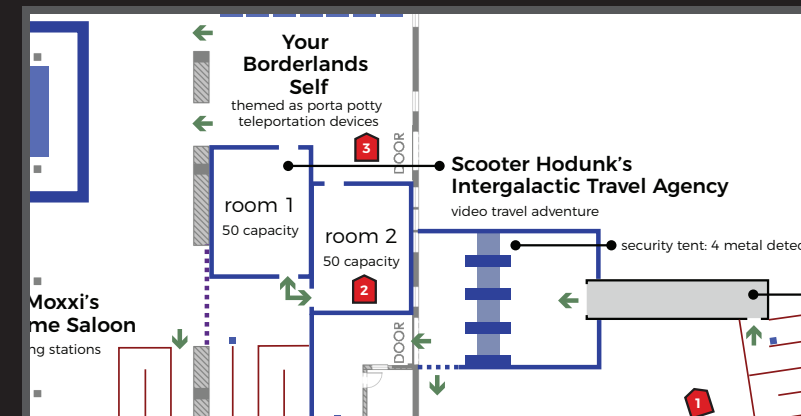 Your
Borderlands
Self
themed as porta potty
teleportation devices
3
DOOR
Scooter Hodunk's
Intergalactic Travel Agency
video travel adventure
room 1
50 capacity
room 2
50 capacity
2
security tent: 4 metal detec
Moxxi's
me Saloon
ng stations
DOOR
1